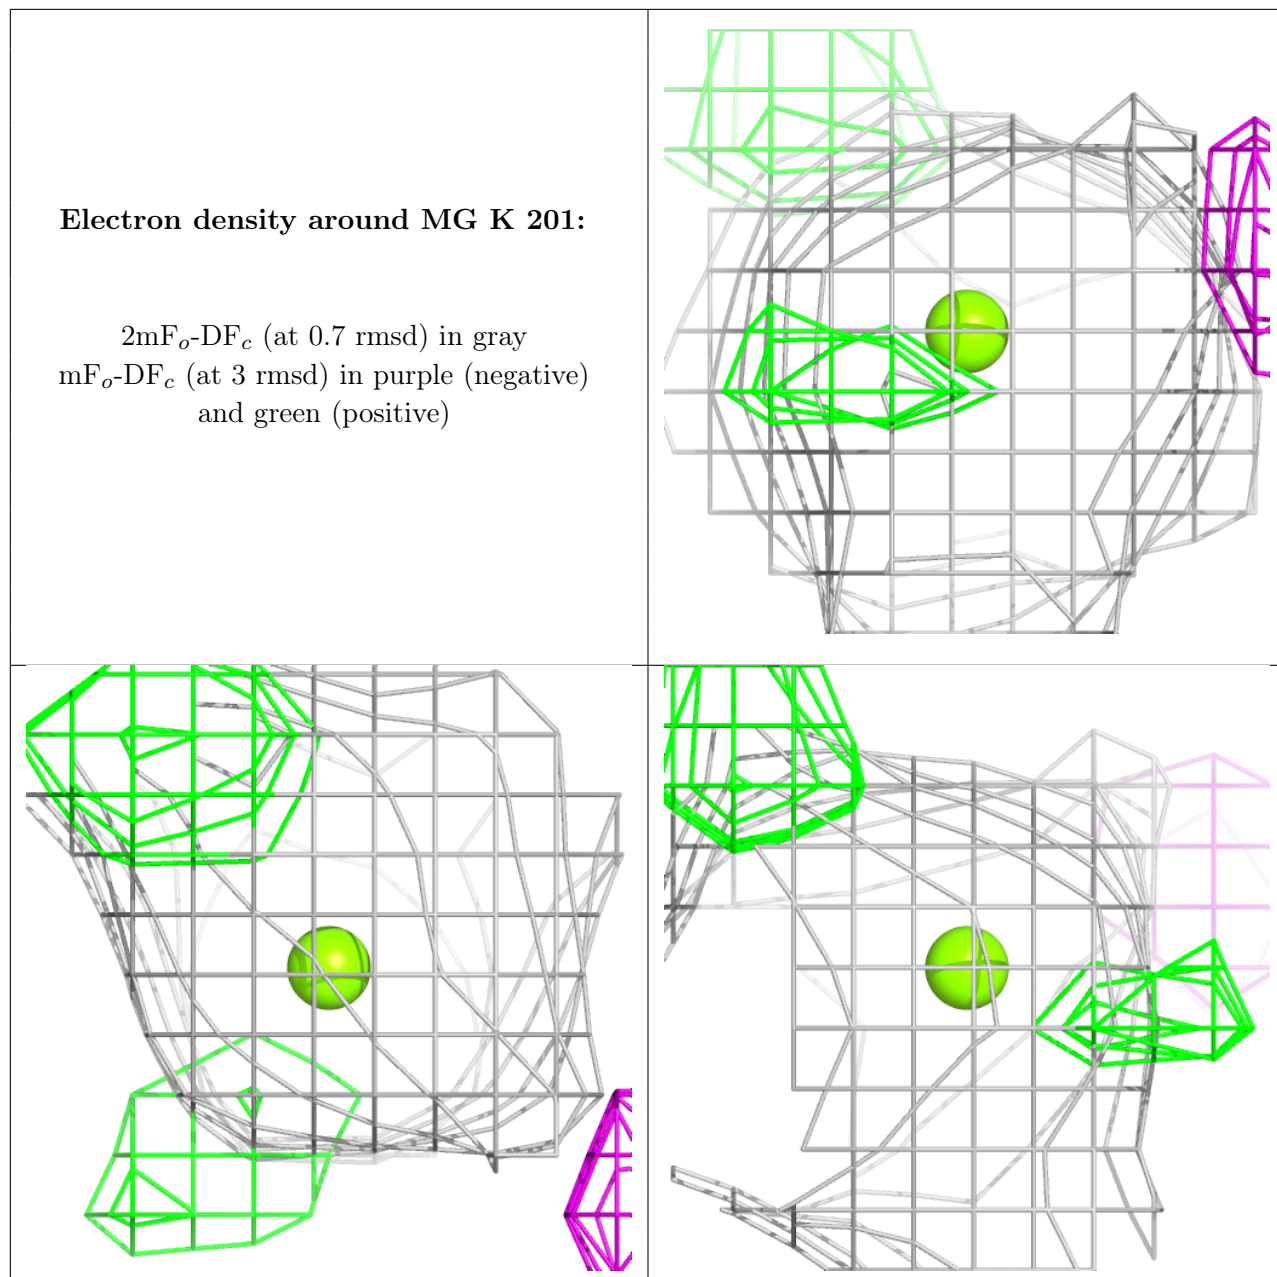 Electron density around MG K 201:
2mFo-DFc (at 0.7 rmsd) in gray
mFo-DFc (at 3 rmsd) in purple (negative)
and green (positive)